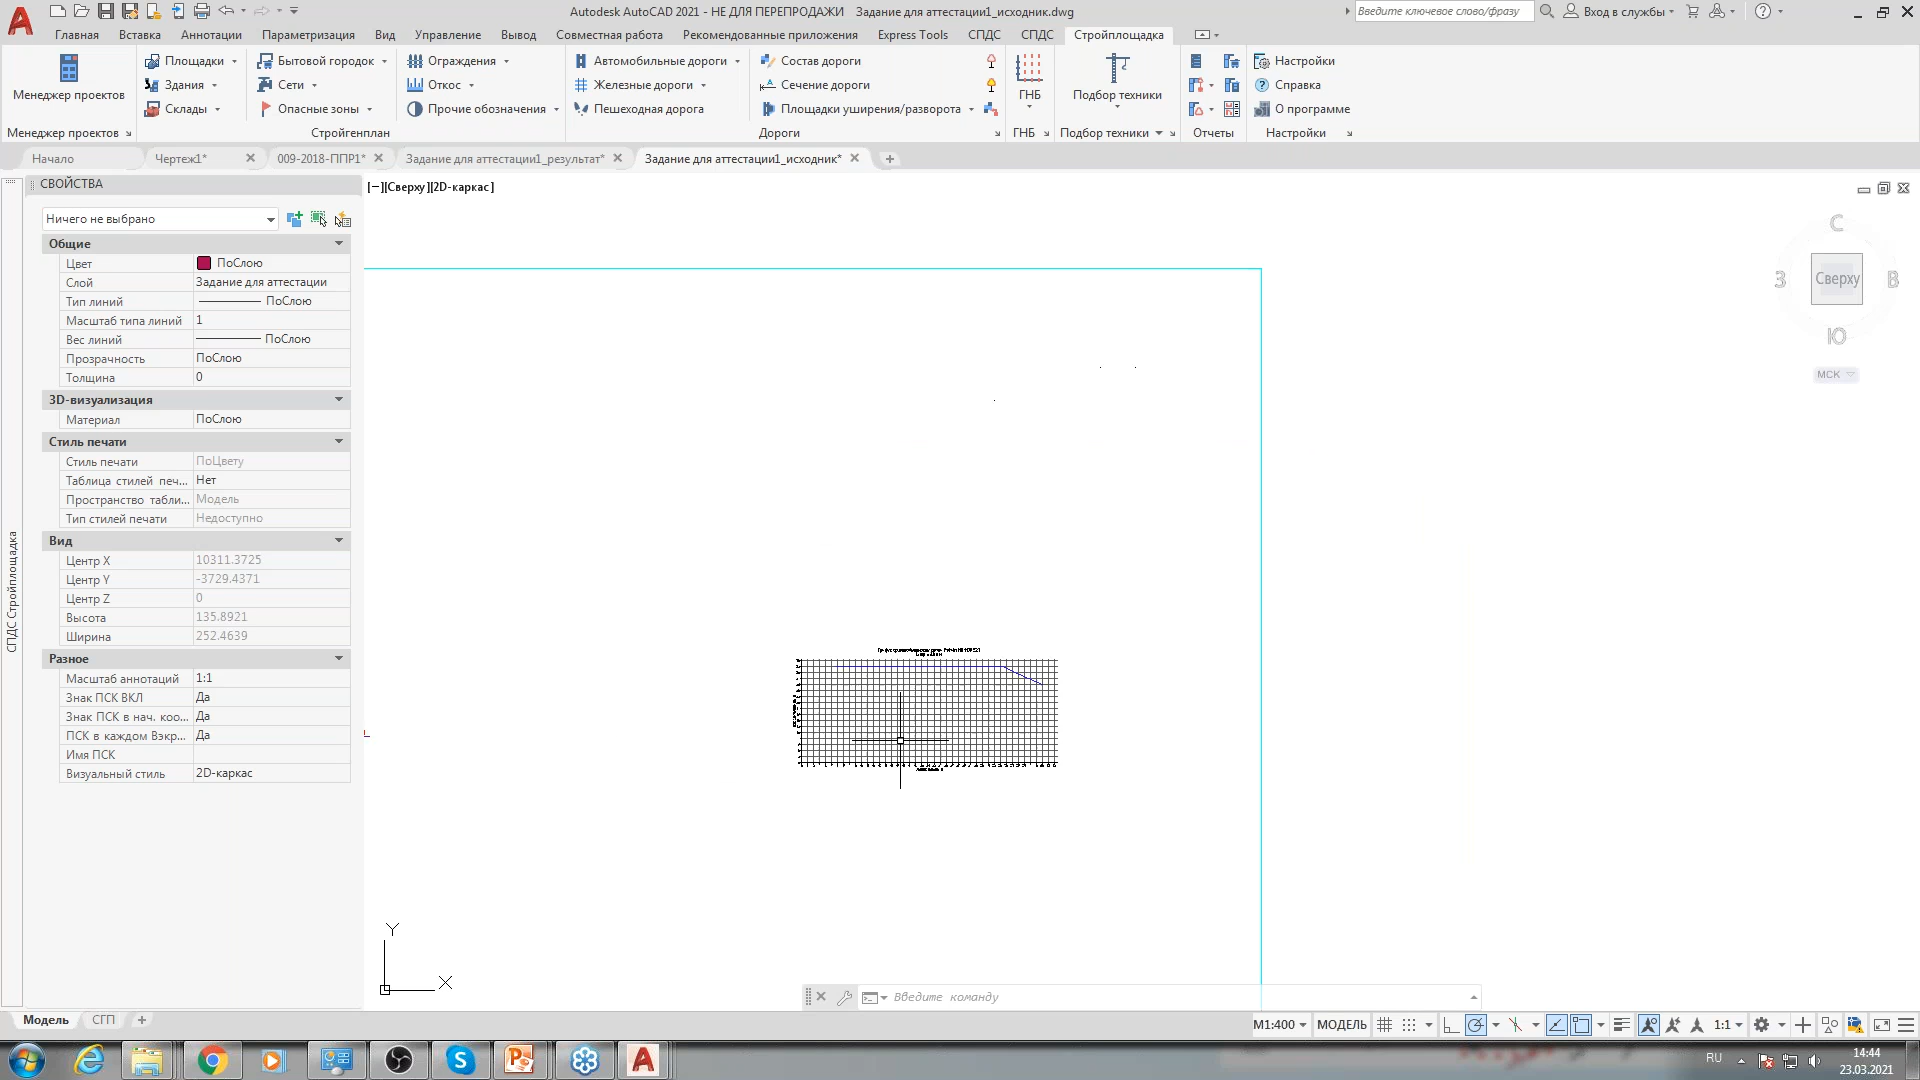 Autodesk AutoCAD 2021 - НЕ ДЛЯ ПЕРЕПРОДАЖИ Задание для аттестации1_исходник.dwg
Введите ключевое слово/фразу
Вход в службы
Главная Вставка Аннотации Параметризация Вид Управление Вывод Совместная работа Рекомендованные приложения Express Tools СПДС СПДС Стройплощадка
Менеджер проектов
Менеджер проектов
Площадки
Здания
Склады
Бытовой городок
Сети
Опасные зоны
Ограждения
Откос
Прочие обозначения
Стройгенплан
Автомобильные дороги
Железные дороги
Пешеходная дорога
Состав дороги
Сечение дороги
Площадки уширения/разворота
Дороги
ГНБ
ГНБ
Подбор техники
Подбор техники
Отчеты
Настройки
Справка
О программе
Настройки
Начало
Чертеж1*
009-2018-ППР1*
Задание для аттестации1_результат*
Задание для аттестации1_исходник*
СВОЙСТВА
[−][Сверху][2D-каркас]
Ничего не выбрано
Общие
Цвет ПоСлою
Слой Задание для аттестации
Тип линий ПоСлою
Масштаб типа линий 1
Вес линий ПоСлою
Прозрачность ПоСлою
Толщина 0
3D-визуализация
Материал ПоСлою
Стиль печати
Стиль печати ПоЦвету
Таблица стилей печ... Нет
Пространство табли... Модель
Тип стилей печати Недоступно
Вид
Центр X 10311.3725
Центр Y -3729.4371
Центр Z 0
Высота 135.8921
Ширина 252.4639
Разное
Масштаб аннотаций 1:1
Знак ПСК ВКЛ Да
Знак ПСК в нач. коо... Да
ПСК в каждом Вэкр... Да
Имя ПСК
Визуальный стиль 2D-каркас
СПДС Стройплощадка
С
З
Сверху
В
Ю
МСК
Y
X
Введите команду
Модель
СГП
М1:400
МОДЕЛЬ
1:1
RU
14:44
23.03.2021